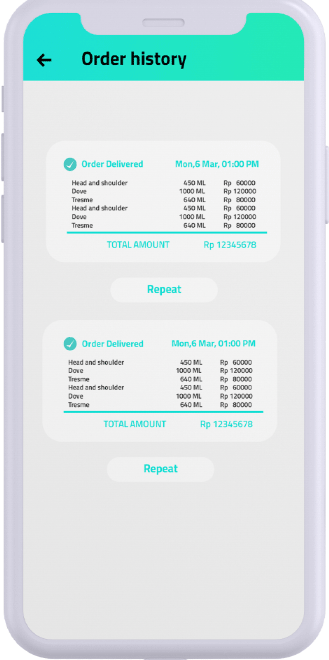 Order history
Order Delivered Mon,6 Mar, 01:00 PM
Head and shoulder 450 ML Rp 60000
Dove 1000 ML Rp 120000
Tresme 640 ML Rp 80000
Head and shoulder 450 ML Rp 60000
Dove 1000 ML Rp 120000
Tresme 640 ML Rp 80000
TOTAL AMOUNT Rp 12345678
Repeat
Order Delivered Mon,6 Mar, 01:00 PM
Head and shoulder 450 ML Rp 60000
Dove 1000 ML Rp 120000
Tresme 640 ML Rp 80000
Head and shoulder 450 ML Rp 60000
Dove 1000 ML Rp 120000
Tresme 640 ML Rp 80000
TOTAL AMOUNT Rp 12345678
Repeat